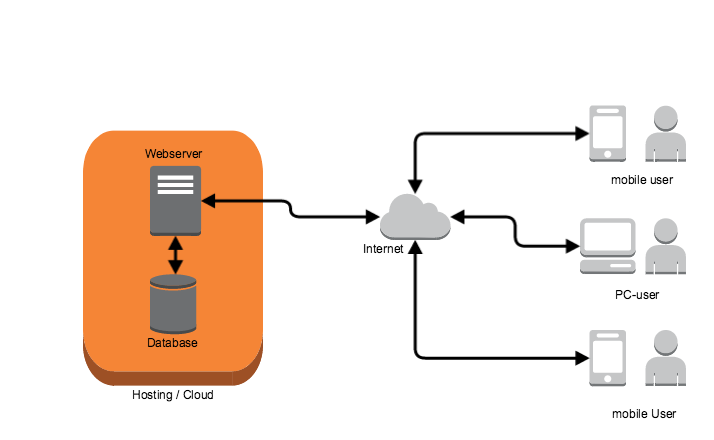 Webserver
Database
Hosting / Cloud
Internet
mobile user
PC-user
mobile User